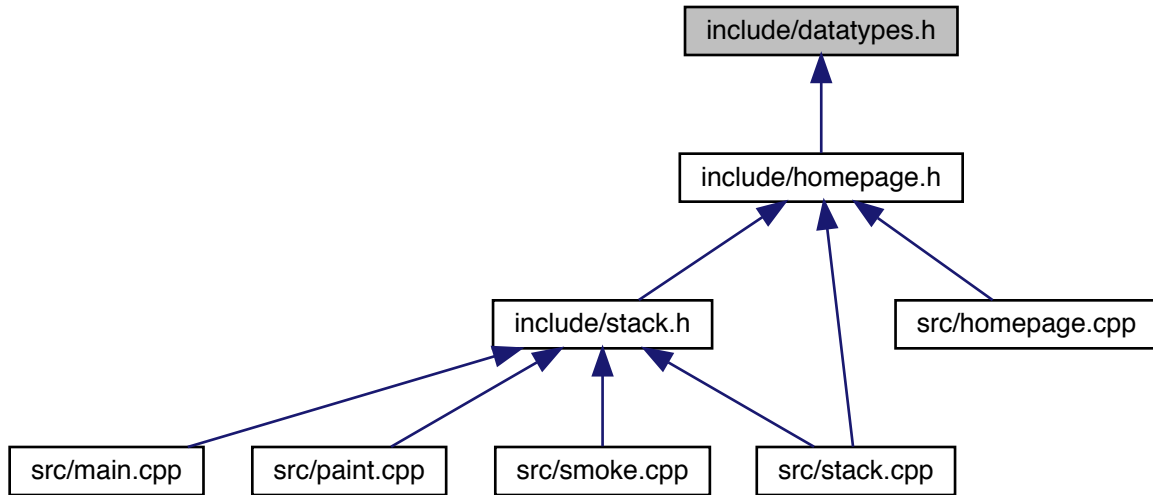 include/datatypes.h
include/homepage.h
include/stack.h
src/homepage.cpp
src/main.cpp
src/paint.cpp
src/smoke.cpp
src/stack.cpp